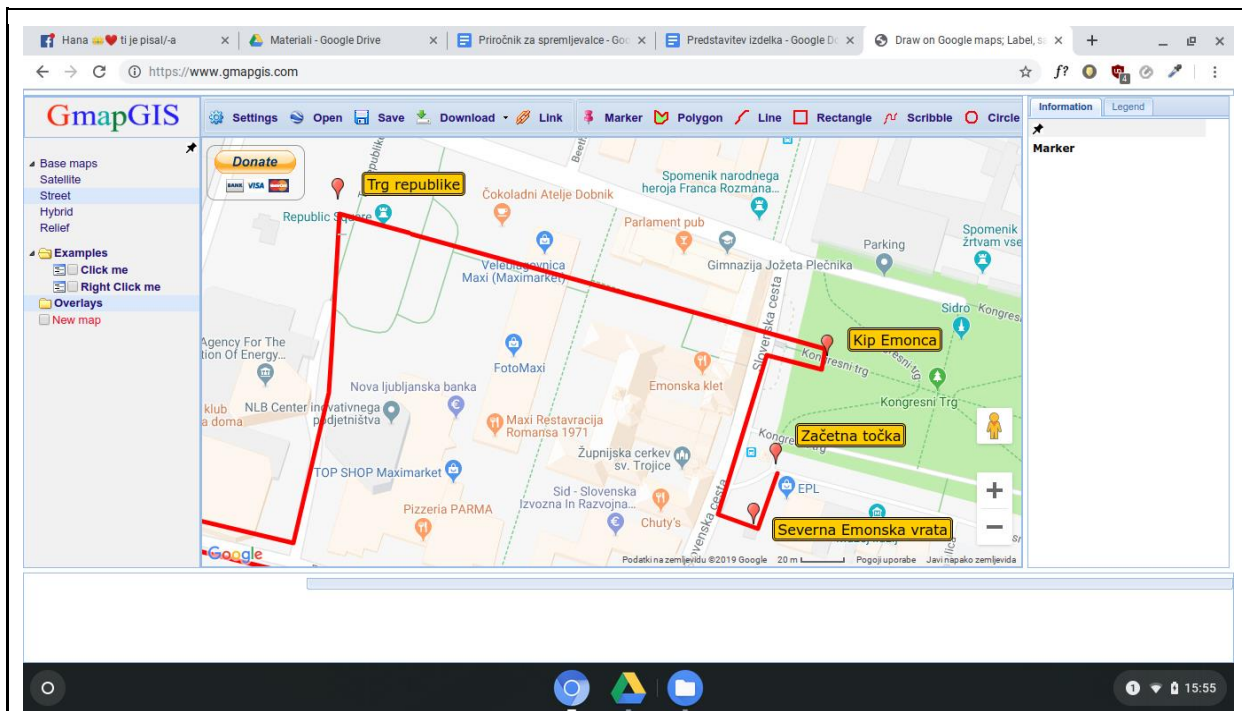 Hana 👑❤️ ti je pisal/-a
Materiali - Google Drive
Priročnik za spremljevalce - Goo
Predstavitev izdelka - Google Do
Draw on Google maps; Label, s
https://www.gmapgis.com
f?
4
GmapGIS
Settings
Open
Save
Download
Link
Marker
Polygon
Line
Rectangle
Scribble
Circle
Information
Legend
Marker
Base maps
Satellite
Street
Hybrid
Relief
Examples
Click me
Right Click me
Overlays
New map
Donate
BANK VISA
Trg republike
Republic Square
Čokoladni Atelje Dobnik
Spomenik narodnega
heroja Franca Rozmana...
Parlament pub
Veleblagovnica
Maxi (Maximarket)
Gimnazija Jožeta Plečnika
Parking
Spomenik
žrtvam vse
Slovenska cesta
Sidro
Kongres
Kip Emonca
Kongresni trg
Kongresni Trg
Agency For The
tion Of Energy...
FotoMaxi
Emonska klet
Nova ljubljanska banka
klub
a doma
NLB Center inovativnega
podjetništva
Maxi Restavracija
Romansa 1971
Začetna točka
Župnijska cerkev
sv. Trojice
TOP SHOP Maximarket
EPL
Pizzeria PARMA
Sid - Slovenska
Izvozna In Razvojna...
Chuty's
Slovenska cesta
Severna Emonska vrata
Google
Podatki na zemljevidu ©2019 Google
20 m
Pogoji uporabe
Javi napako zemljevida
1
15:55